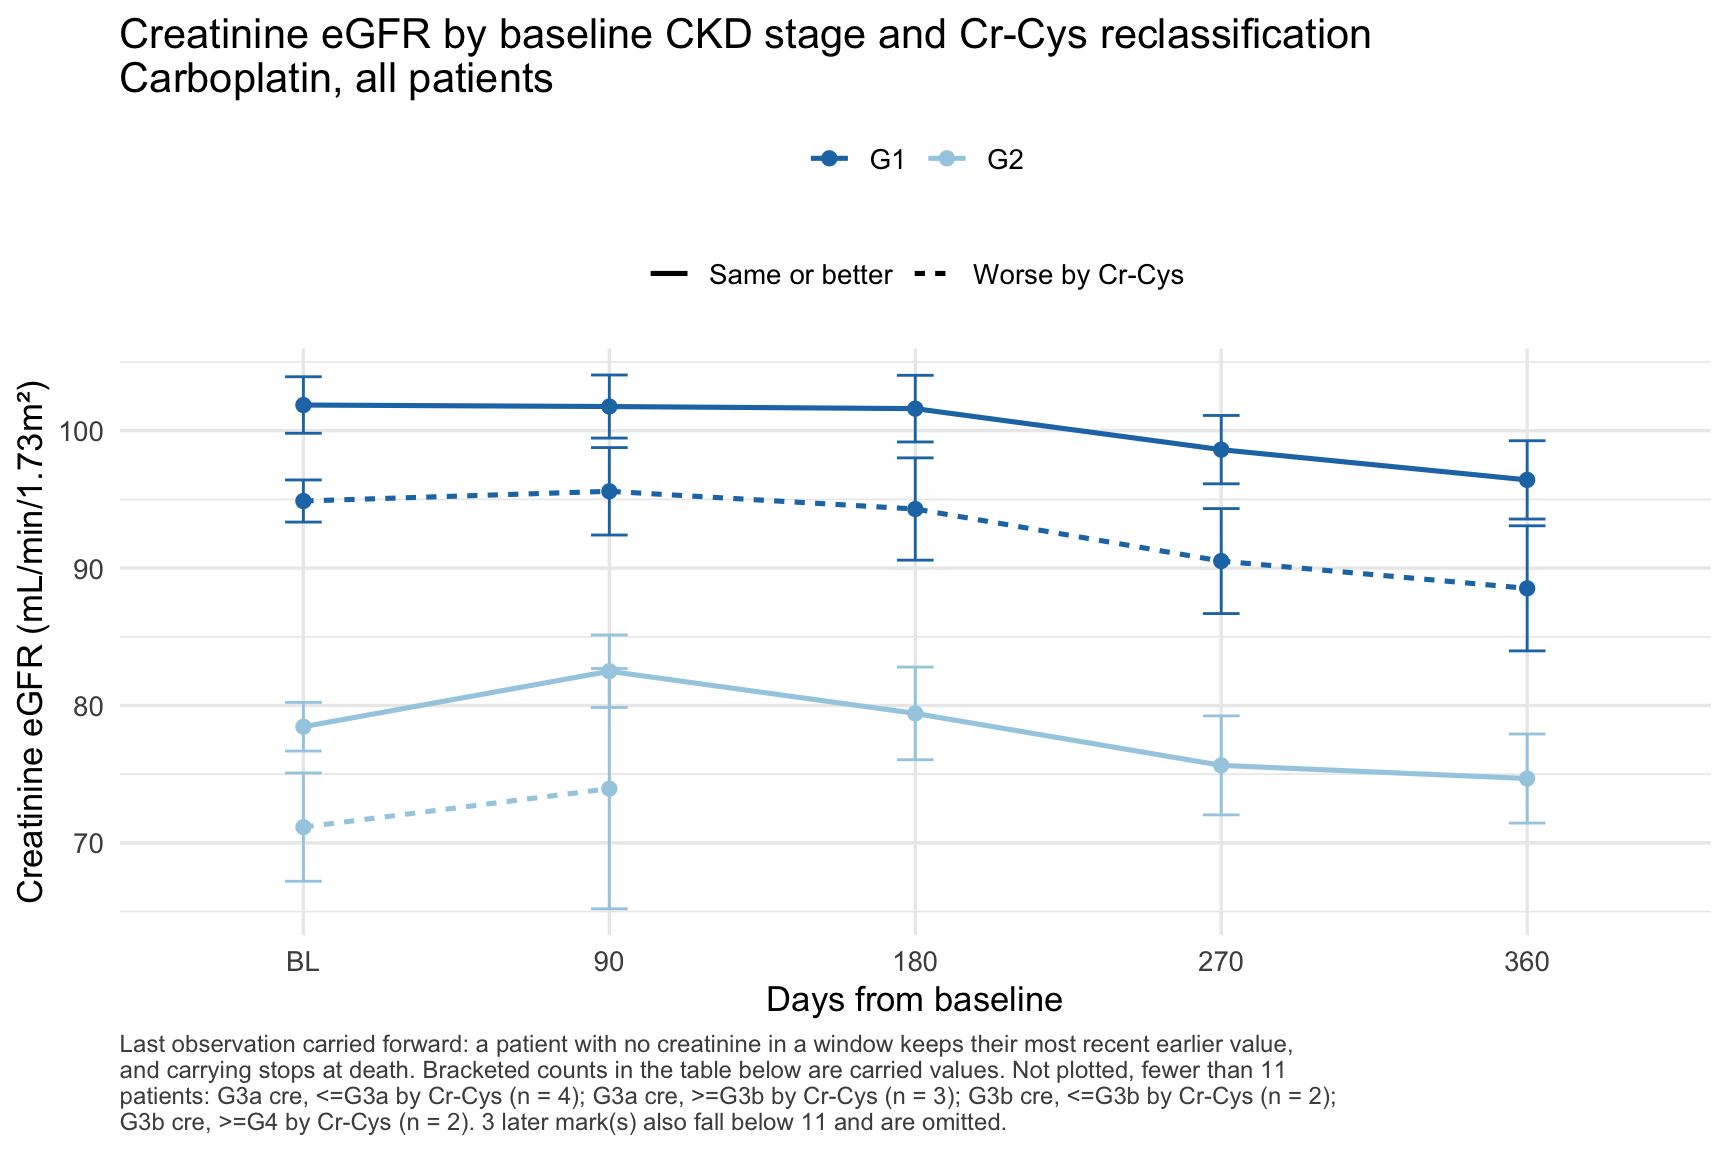 Creatinine eGFR by baseline CKD stage and Cr-Cys reclassification
Carboplatin, all patients
G1 G2
Same or better Worse by Cr-Cys
Creatinine eGFR (mL/min/1.73m²)
100
90
80
70
BL 90 180 270 360
Days from baseline
Last observation carried forward: a patient with no creatinine in a window keeps their most recent earlier value,
and carrying stops at death. Bracketed counts in the table below are carried values. Not plotted, fewer than 11
patients: G3a cre, <=G3a by Cr-Cys (n = 4); G3a cre, >=G3b by Cr-Cys (n = 3); G3b cre, <=G3b by Cr-Cys (n = 2);
G3b cre, >=G4 by Cr-Cys (n = 2). 3 later mark(s) also fall below 11 and are omitted.